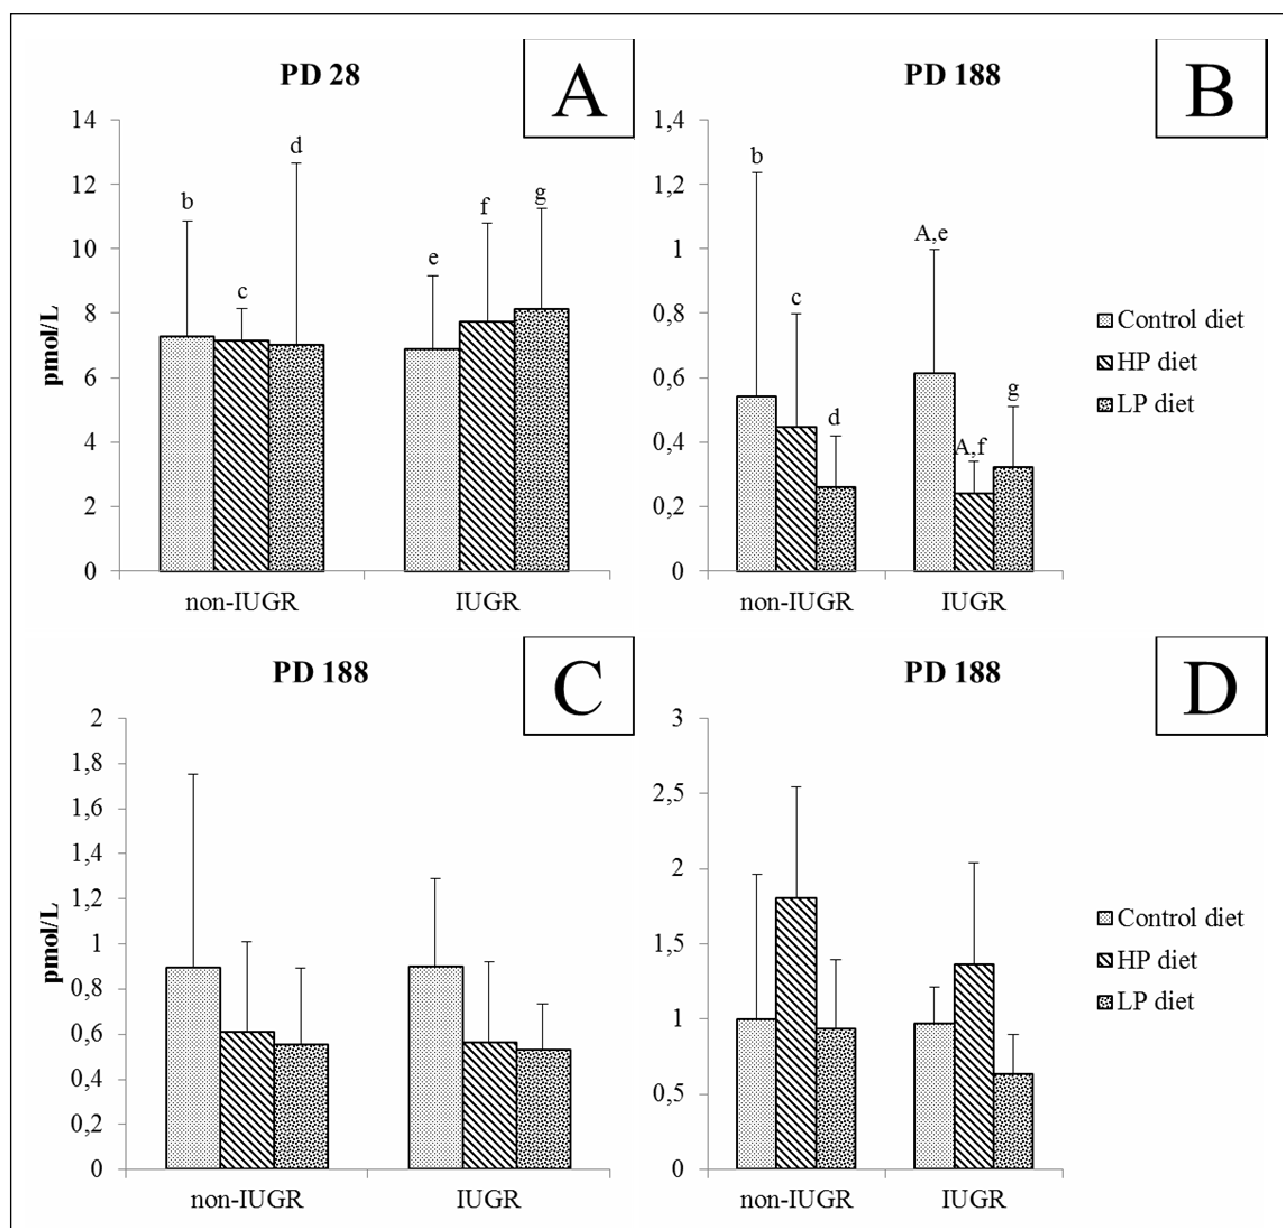 PD 28
A
pmol/L
14
12
10
8
6
4
2
0
b
c
d
e
f
g
non-IUGR
IUGR
PD 188
B
1,4
1,2
1
0,8
0,6
0,4
0,2
0
b
c
d
A,e
A,f
g
non-IUGR
IUGR
Control diet
HP diet
LP diet
PD 188
C
pmol/L
2
1,8
1,6
1,4
1,2
1
0,8
0,6
0,4
0,2
0
non-IUGR
IUGR
PD 188
D
3
2,5
2
1,5
1
0,5
0
non-IUGR
IUGR
Control diet
HP diet
LP diet